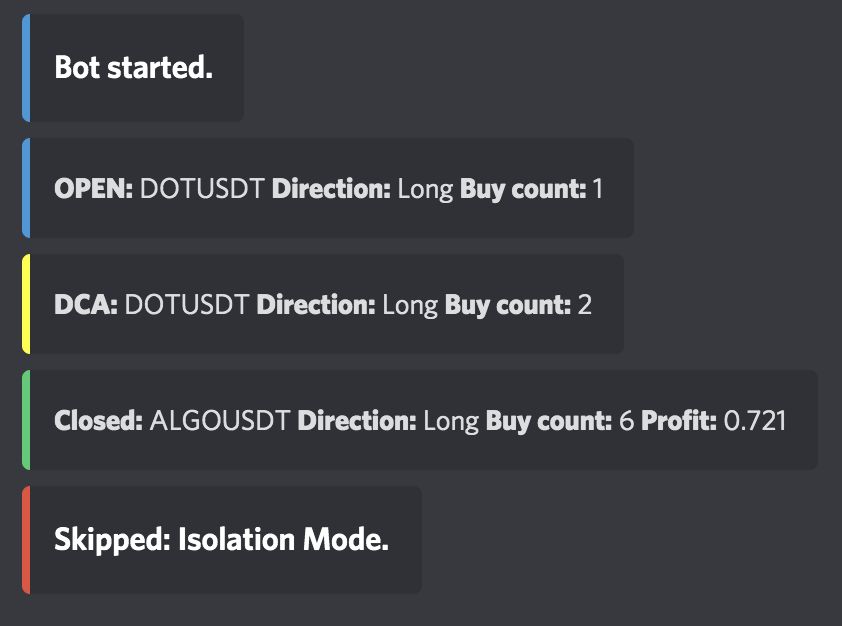 Bot started.
OPEN: DOTUSDT Direction: Long Buy count: 1
DCA: DOTUSDT Direction: Long Buy count: 2
Closed: ALGOUSDT Direction: Long Buy count: 6 Profit: 0.721
Skipped: Isolation Mode.